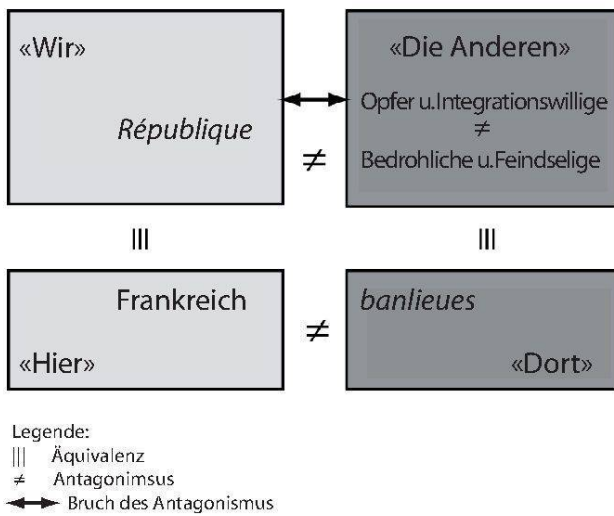 «Wir»
République
«Die Anderen»
Opfer u.Integrationswillige
≠
Bedrohliche u.Feindselige
≠
||| |||
Frankreich
«Hier»
≠
banlieues
«Dort»
Legende:
||| Äquivalenz
≠ Antagonimsus
Bruch des Antagonismus